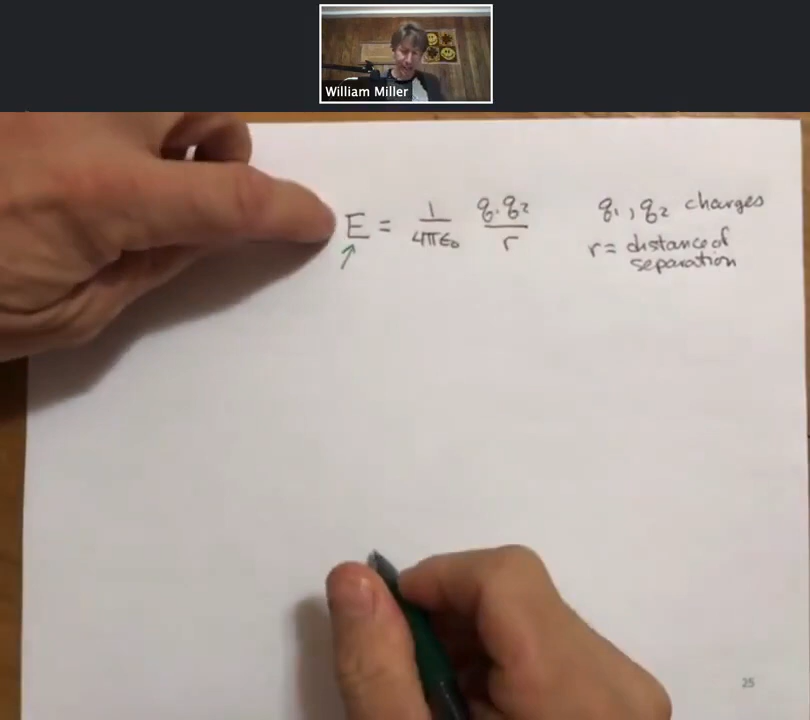 William Miller
E = 1/4πε₀ q₁q₂/r
q₁, q₂ charges
r = distance of
separation
25